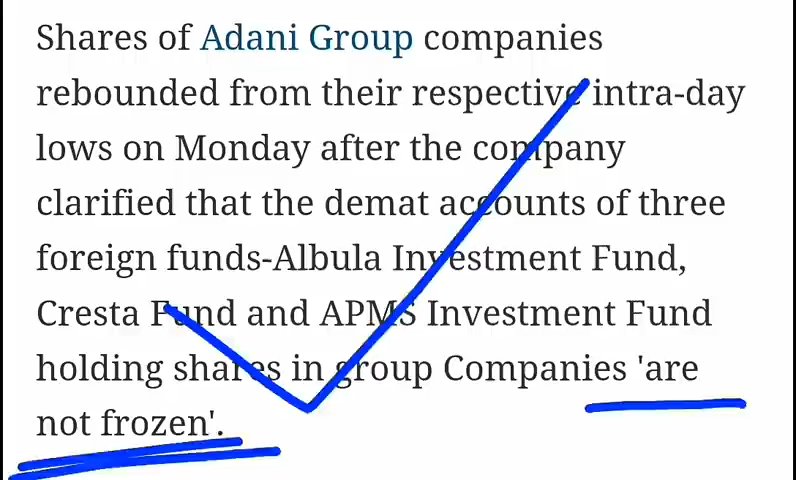 Shares of Adani Group companies
rebounded from their respective intra-day
lows on Monday after the company
clarified that the demat accounts of three
foreign funds-Albula Investment Fund,
Cresta Fund and APMS Investment Fund
holding shares in group Companies 'are
not frozen'.